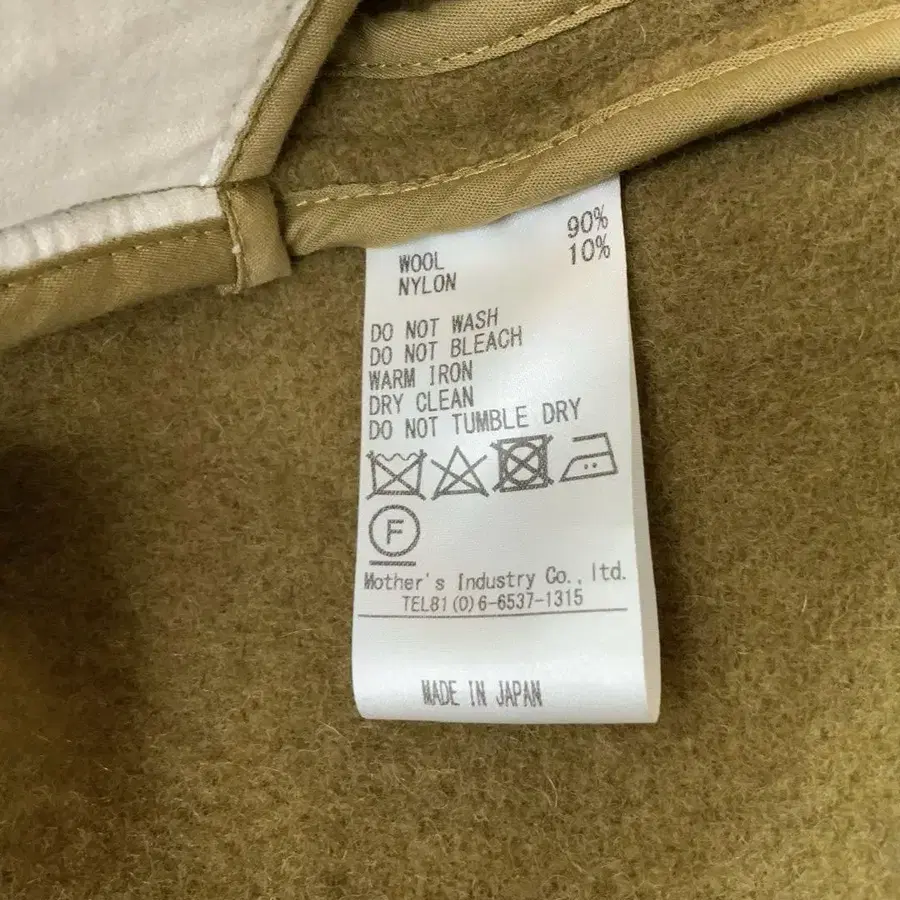 WOOL 90%
NYLON 10%
DO NOT WASH
DO NOT BLEACH
WARM IRON
DRY CLEAN
DO NOT TUMBLE DRY
F
Mother's Industry Co., ltd.
TEL81(0)6-6537-1315
MADE IN JAPAN